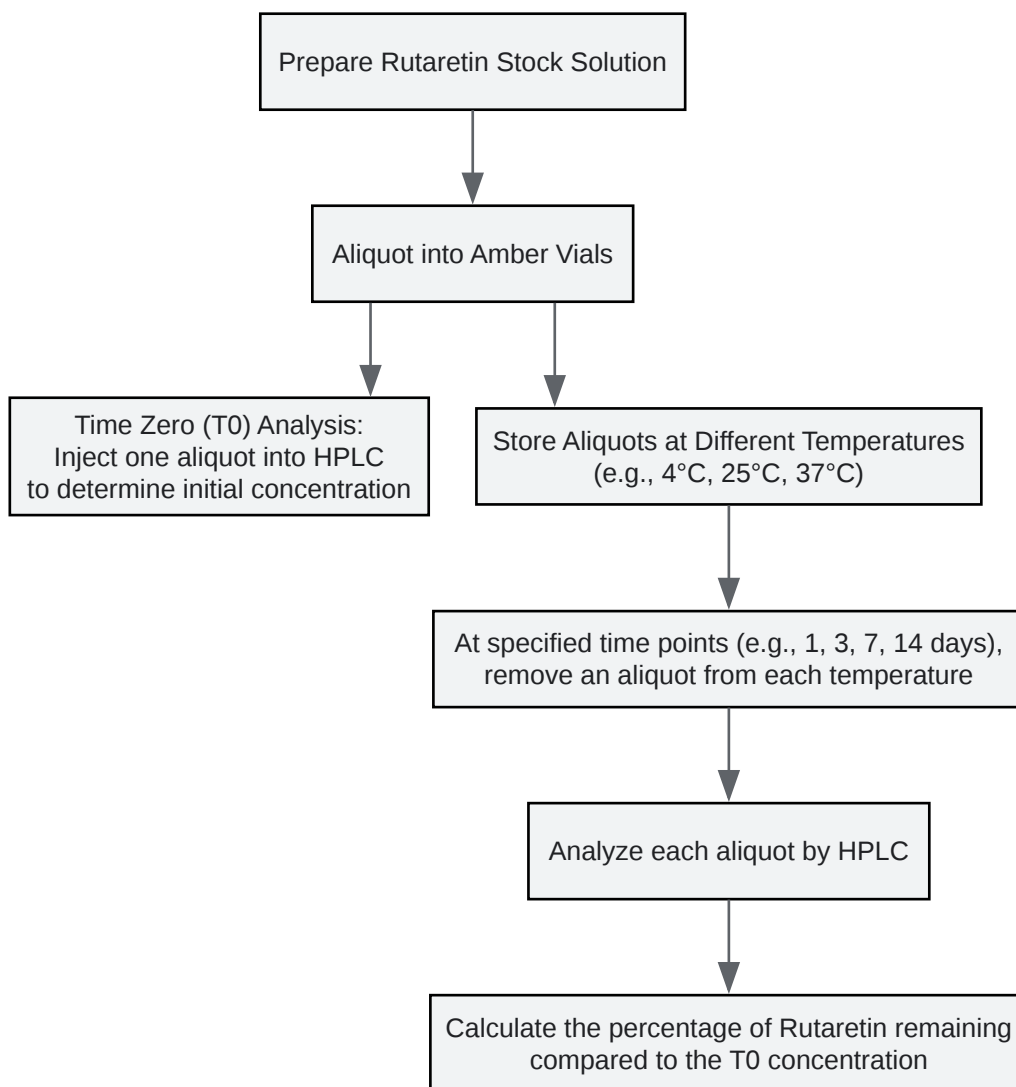 Prepare Rutaretin Stock Solution
Aliquot into Amber Vials
Time Zero (T0) Analysis:
Inject one aliquot into HPLC
to determine initial concentration
Store Aliquots at Different Temperatures
(e.g., 4°C, 25°C, 37°C)
At specified time points (e.g., 1, 3, 7, 14 days),
remove an aliquot from each temperature
Analyze each aliquot by HPLC
Calculate the percentage of Rutaretin remaining
compared to the T0 concentration